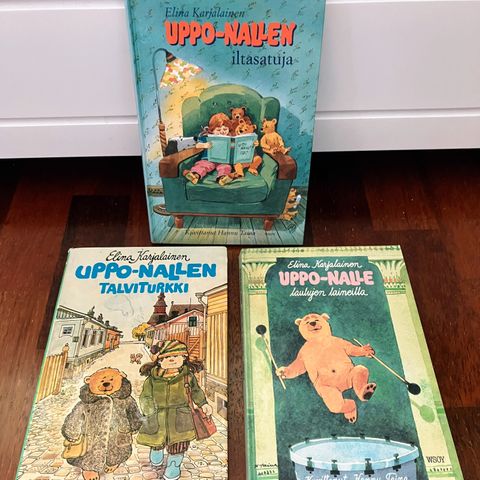 Elina Karjalainen
UPPO-NALLEN
iltasatuja
Kuvittanut Hannu Taina
Elina Karjalainen
UPPO-NALLEN
TALVITURKKI
Elina Karjalainen
UPPO-NALLE
laulujen laineilla
WSOY
Kuvittanut Hannu Taina